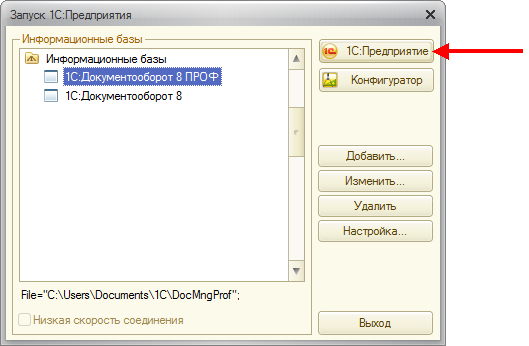 Запуск 1С:Предприятия
Информационные базы
Информационные базы
1С:Документооборот 8 ПРОФ
1С:Документооборот 8
1С:Предприятие
Конфигуратор
Добавить...
Изменить...
Удалить
Настройка...
File="C:\Users\Documents\1C\DocMngProf";
Низкая скорость соединения
Выход